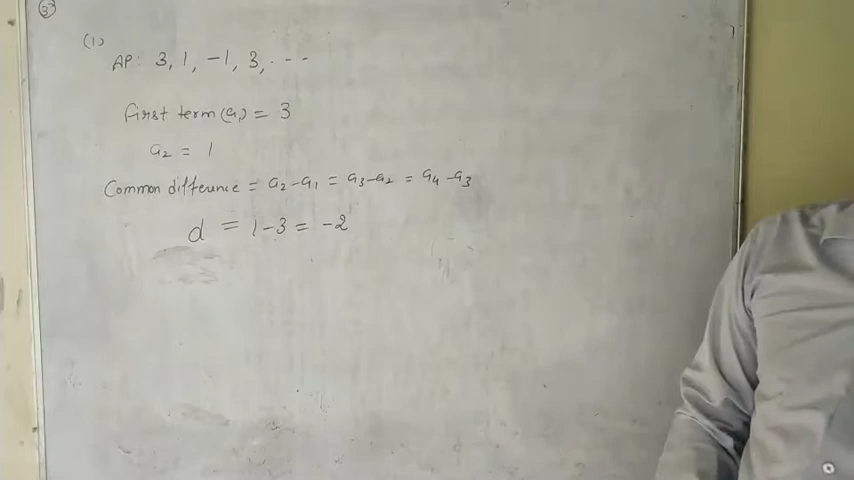 3
(1)
AP: 3, 1, -1, 3, ....
First term (a₁) = 3
a₂ = 1
Common difference = a₂-a₁ = a₃-a₂ = a₄-a₃
d = 1-3 = -2